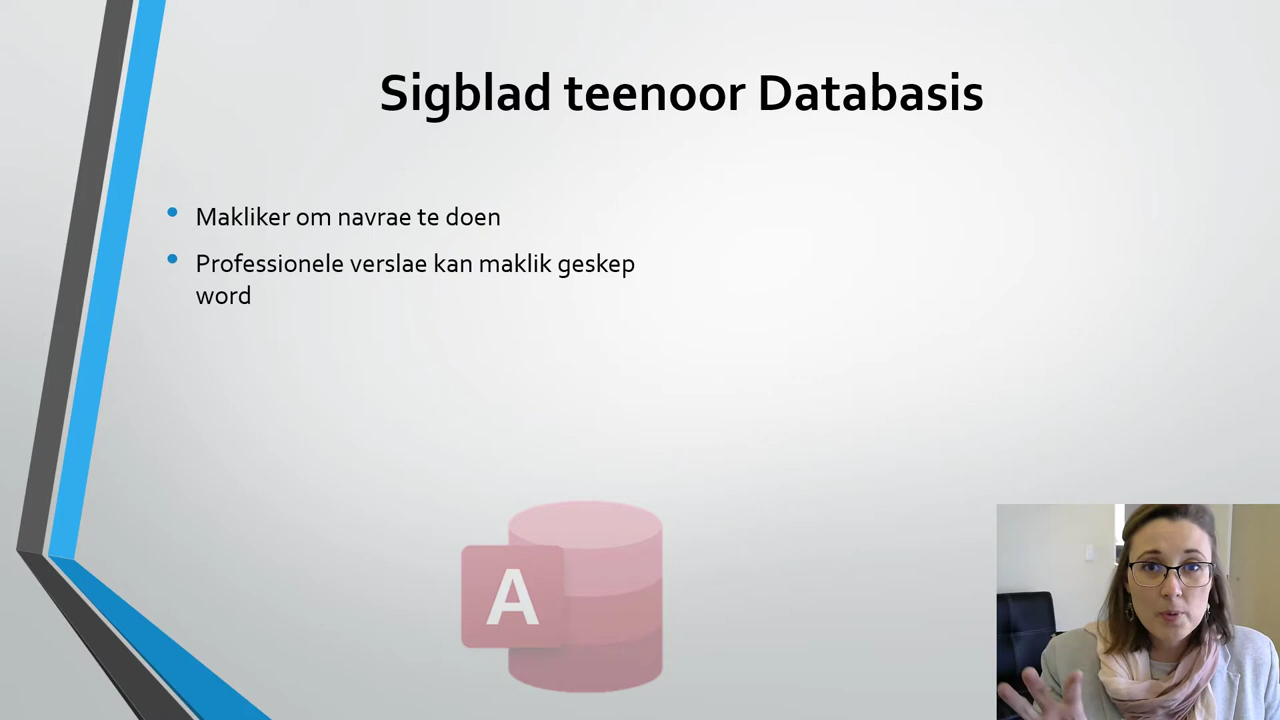 Sigblad teenoor Databasis
Makliker om navrae te doen
Professionele verslae kan maklik geskep
word
A